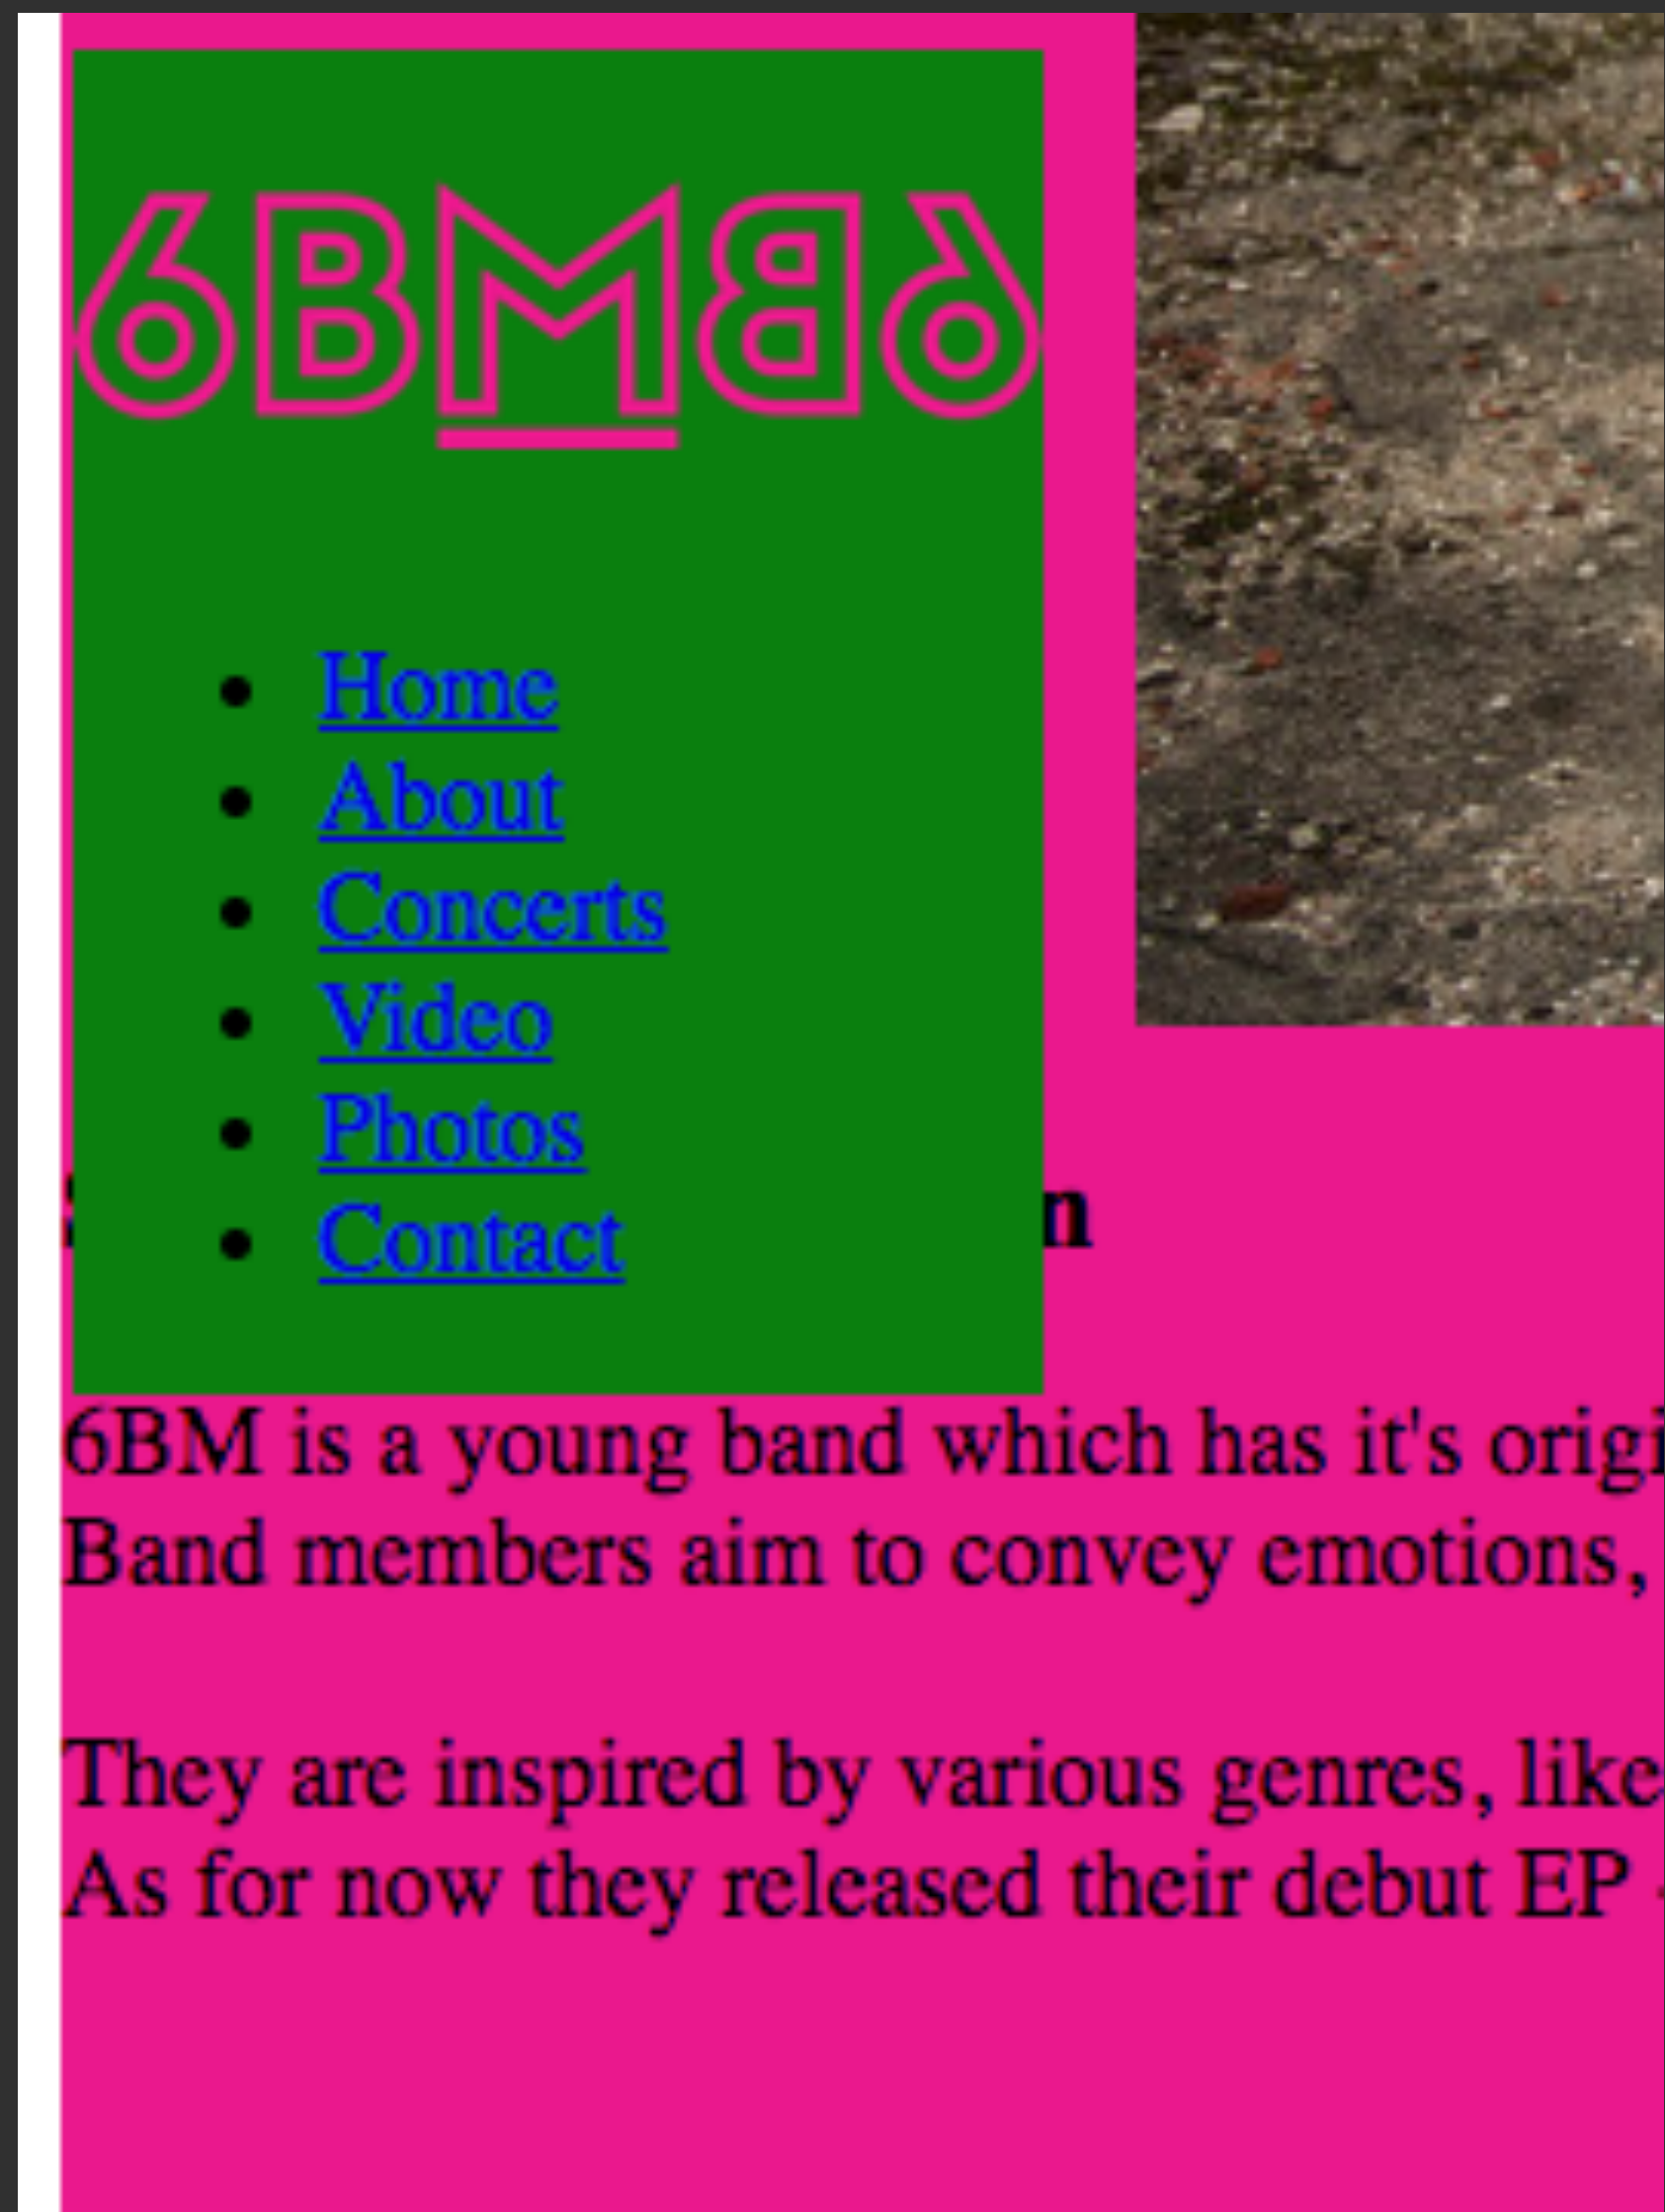 6BMB6
Home
About
Concerts
Video
Photos
Contact
6BM is a young band which has it's
Band members aim to convey emotions,
They are inspired by various genres, like
As for now they released their debut EP